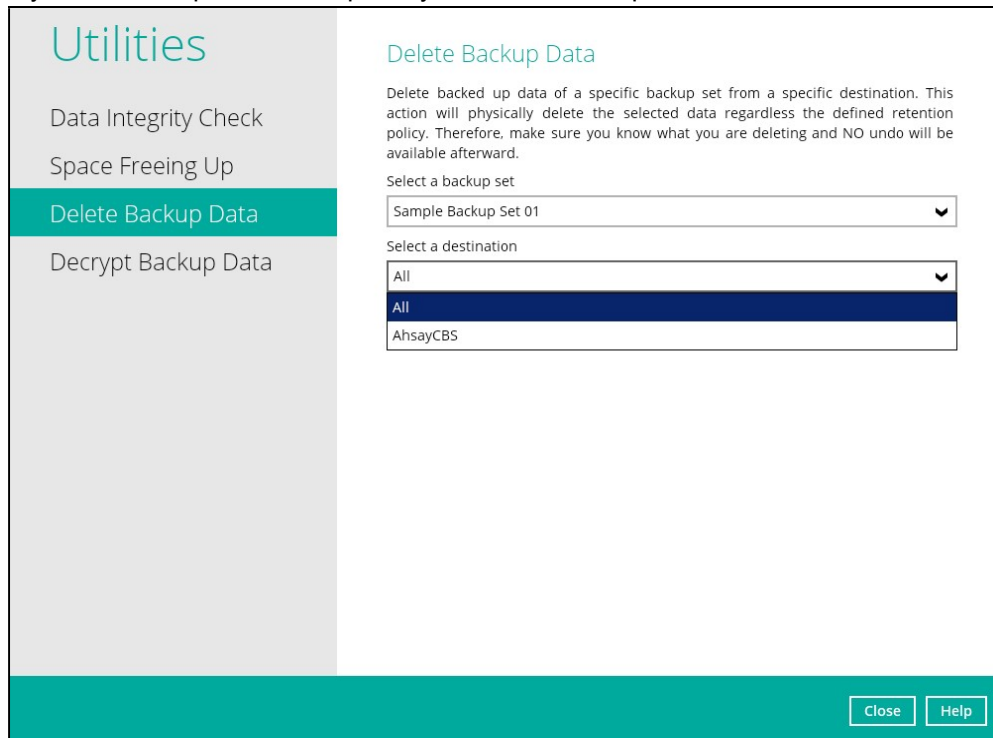 Utilities
Data Integrity Check
Space Freeing Up
Delete Backup Data
Decrypt Backup Data
Delete Backup Data
Delete backed up data of a specific backup set from a specific destination. This
action will physically delete the selected data regardless the defined retention
policy. Therefore, make sure you know what you are deleting and NO undo will be
available afterward.
Select a backup set
Sample Backup Set 01
Select a destination
All
All
AhsayCBS
Close
Help